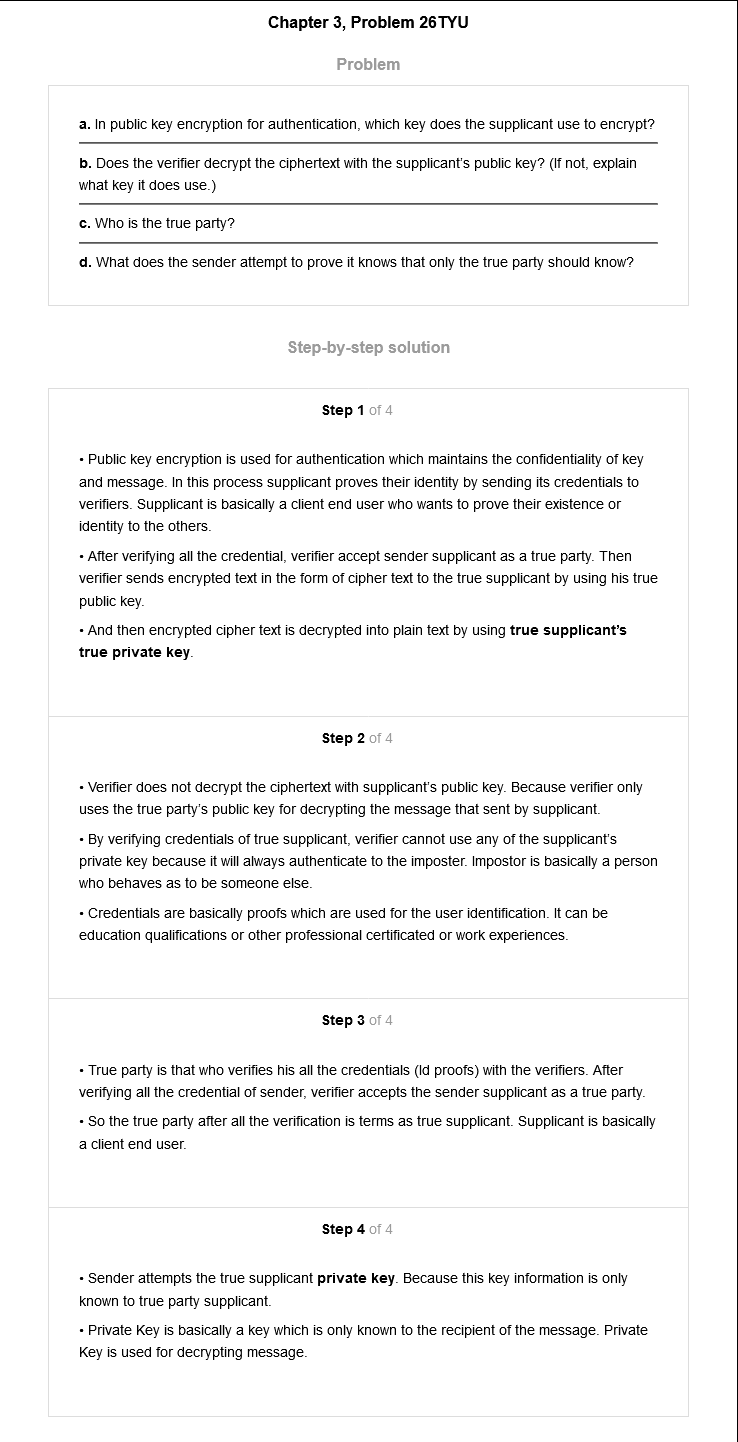 Chapter 3, Problem 26TYU
Problem
a. In public key encryption for authentication, which key does the supplicant use to encrypt?
b. Does the verifier decrypt the ciphertext with the supplicant's public key? (If not, explain
what key it does use.)
c. Who is the true party?
d. What does the sender attempt to prove it knows that only the true party should know?
Step-by-step solution
Step 1 of 4
• Public key encryption is used for authentication which maintains the confidentiality of key
and message. In this process supplicant proves their identity by sending its credentials to
verifiers. Supplicant is basically a client end user who wants to prove their existence or
identity to the others.
• After verifying all the credential, verifier accept sender supplicant as a true party. Then
verifier sends encrypted text in the form of cipher text to the true supplicant by using his true
public key.
• And then encrypted cipher text is decrypted into plain text by using true supplicant's
true private key.
Step 2 of 4
• Verifier does not decrypt the ciphertext with supplicant's public key. Because verifier only
uses the true party's public key for decrypting the message that sent by supplicant.
• By verifying credentials of true supplicant, verifier cannot use any of the supplicant's
private key because it will always authenticate to the imposter. Impostor is basically a person
who behaves as to be someone else.
• Credentials are basically proofs which are used for the user identification. It can be
education qualifications or other professional certificated or work experiences.
Step 3 of 4
• True party is that who verifies his all the credentials (Id proofs) with the verifiers. After
verifying all the credential of sender, verifier accepts the sender supplicant as a true party.
• So the true party after all the verification is terms as true supplicant. Supplicant is basically
a client end user.
Step 4 of 4
• Sender attempts the true supplicant private key. Because this key information is only
known to true party supplicant.
• Private Key is basically a key which is only known to the recipient of the message. Private
Key is used for decrypting message.